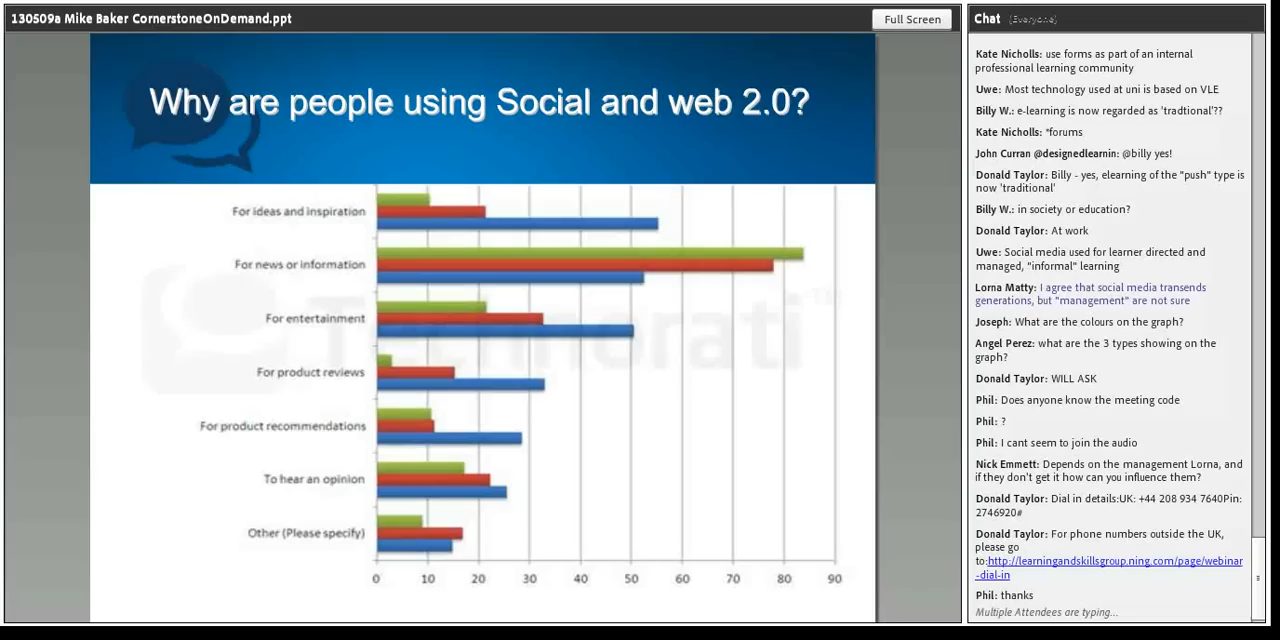 130509a Mike Baker CornerstoneOnDemand.ppt
Full Screen
Why are people using Social and web 2.0?
Technorati™
For ideas and inspiration
For news or information
For entertainment
For product reviews
For product recommendations
To hear an opinion
Other (Please specify)
0 10 20 30 40 50 60 70 80 90
Chat (Everyone)
Kate Nicholls: use forms as part of an internal
professional learning community
Uwe: Most technology used at uni is based on VLE
Billy W.: e-learning is now regarded as 'tradtional'??
Kate Nicholls: *forums
John Curran @designedlearnin: @billy yes!
Donald Taylor: Billy - yes, elearning of the "push" type is
now 'traditional'
Billy W.: in society or education?
Donald Taylor: At work
Uwe: Social media used for learner directed and
managed, "informal" learning
Lorna Matty: I agree that social media transends
generations, but "management" are not sure
Joseph: What are the colours on the graph?
Angel Perez: what are the 3 types showing on the
graph?
Donald Taylor: WILL ASK
Phil: Does anyone know the meeting code
Phil: ?
Phil: I cant seem to join the audio
Nick Emmett: Depends on the management Lorna, and
if they don't get it how can you influence them?
Donald Taylor: Dial in details:UK: +44 208 934 7640Pin:
2746920#
Donald Taylor: For phone numbers outside the UK,
please go
to:http://learningandskillsgroup.ning.com/page/webinar
-dial-in
Phil: thanks
Multiple Attendees are typing...